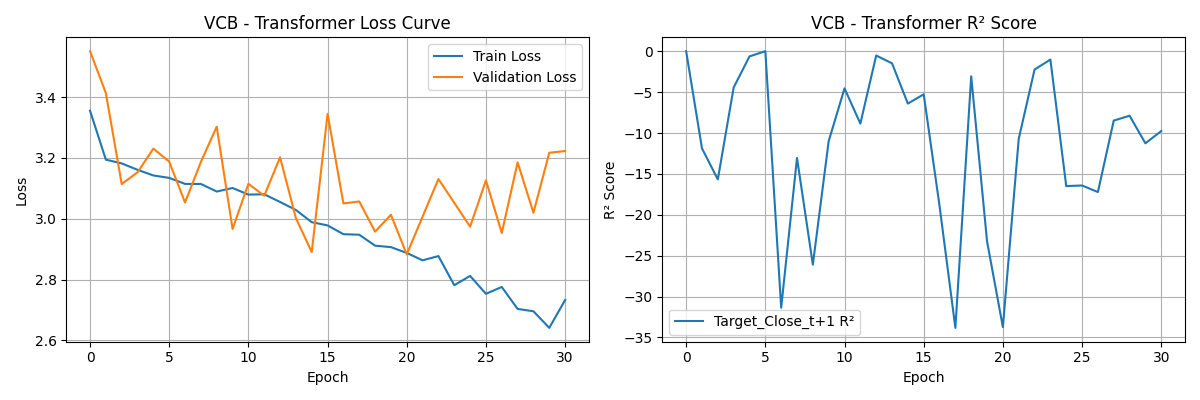 VCB - Transformer Loss Curve
Train Loss
Validation Loss
3.4
3.2
3.0
2.8
2.6
Loss
0 5 10 15 20 25 30
Epoch
VCB - Transformer R² Score
0
−5
−10
−15
−20
−25
−30
−35
R² Score
Target_Close_t+1 R²
0 5 10 15 20 25 30
Epoch